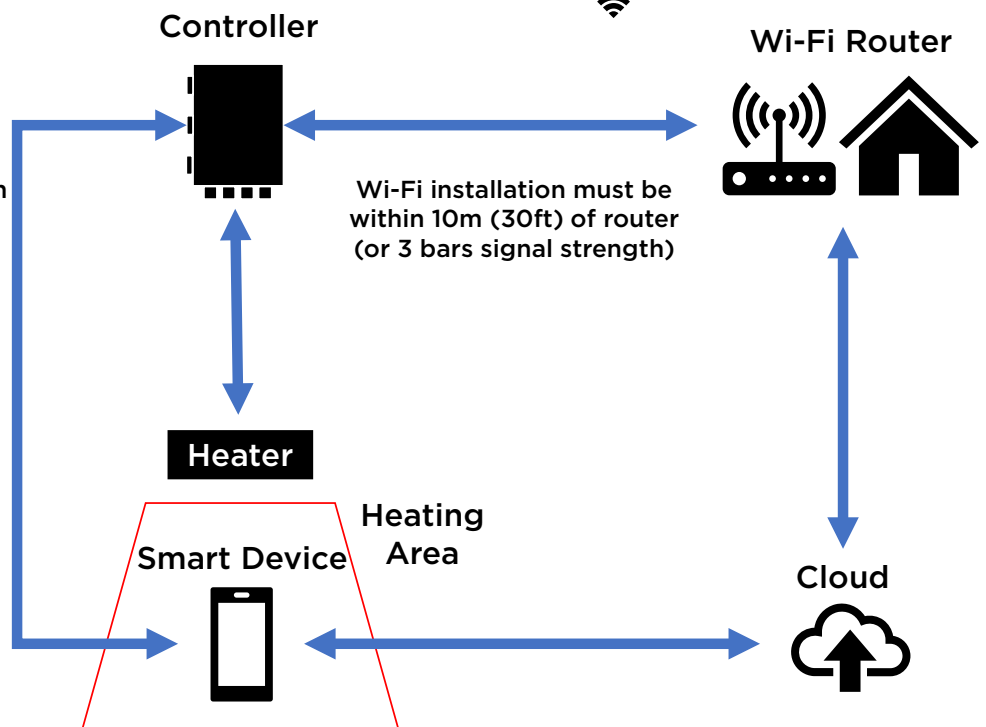 Controller
Wi-Fi Router
Wi-Fi installation must be
within 10m (30ft) of router
(or 3 bars signal strength)
Heater
Heating
Area
Smart Device
Cloud